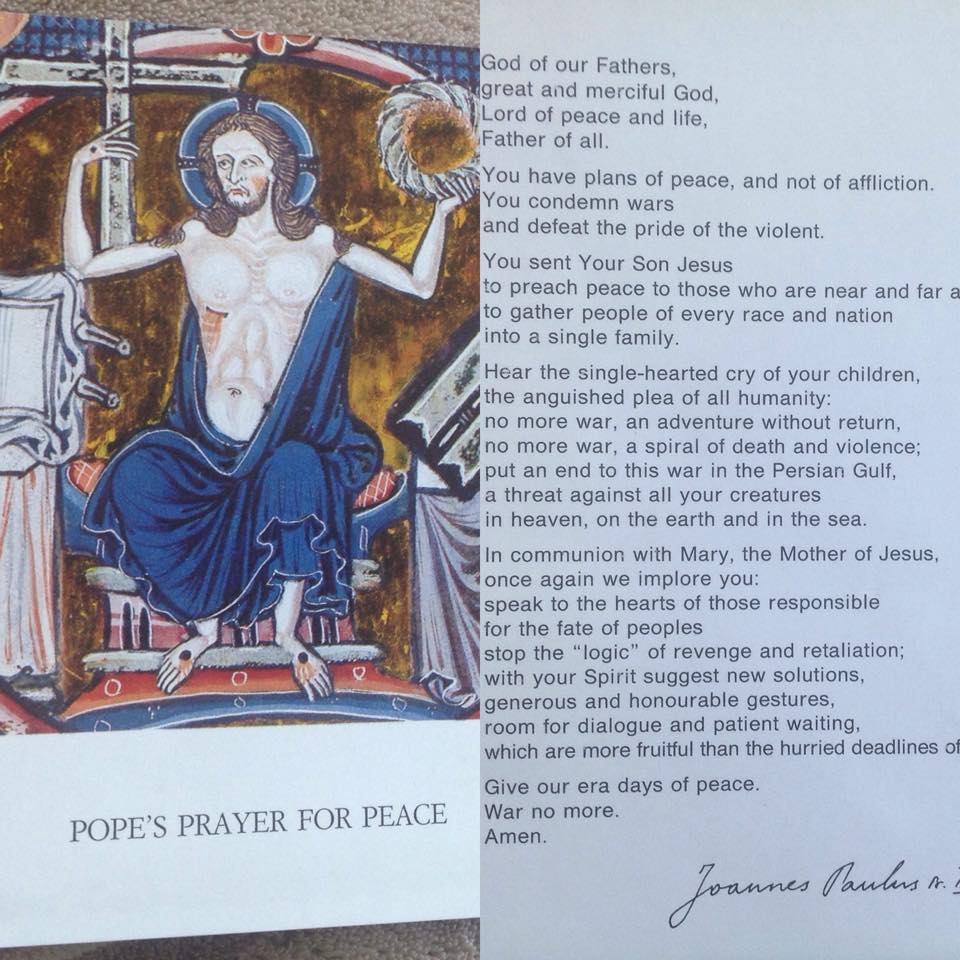 POPE'S PRAYER FOR PEACE
God of our Fathers,
great and merciful God,
Lord of peace and life,
Father of all.
You have plans of peace, and not of affliction.
You condemn wars
and defeat the pride of the violent.
You sent Your Son Jesus
to preach peace to those who are near and far
to gather people of every race and nation
into a single family.
Hear the single-hearted cry of your children,
the anguished plea of all humanity:
no more war, an adventure without return,
no more war, a spiral of death and violence;
put an end to this war in the Persian Gulf,
a threat against all your creatures
in heaven, on the earth and in the sea.
In communion with Mary, the Mother of Jesus,
once again we implore you:
speak to the hearts of those responsible
for the fate of peoples
stop the “logic” of revenge and retaliation;
with your Spirit suggest new solutions,
generous and honourable gestures,
room for dialogue and patient waiting,
which are more fruitful than the hurried deadlines of
Give our era days of peace.
War no more.
Amen.
Joannes Paulus